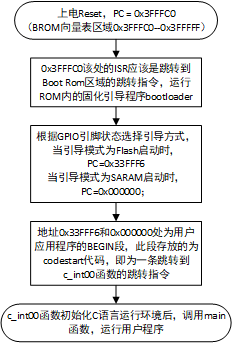 上电Reset，PC = 0x3FFFC0
（BROM向量表区域0x3FFFC0--0x3FFFFF）
0x3FFFC0该处的ISR应该是跳转到
Boot Rom区域的跳转指令，运行
ROM内的固化引导程序bootloader
根据GPIO引脚状态选择引导方式，
当引导模式为Flash启动时，
PC=0x33FFF6
当引导模式为SARAM启动时，
PC=0x000000；
地址0x33FFF6和0x000000处为用户
应用程序的BEGIN段，此段存放的为
codestart代码，即为一条跳转到
c_int00函数的跳转指令
c_int00函数初始化C语言运行环境后，调用main
函数，运行用户程序